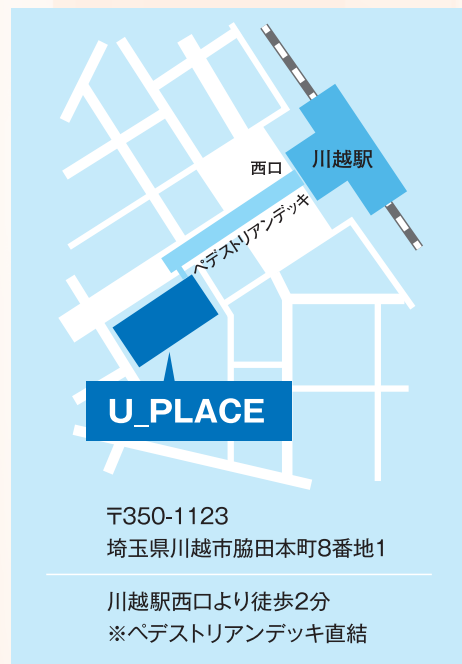 川越駅
西口
ペデストリアンデッキ
U_PLACE
〒350-1123
埼玉県川越市脇田本町8番地1
川越駅西口より徒歩2分
※ペデストリアンデッキ直結